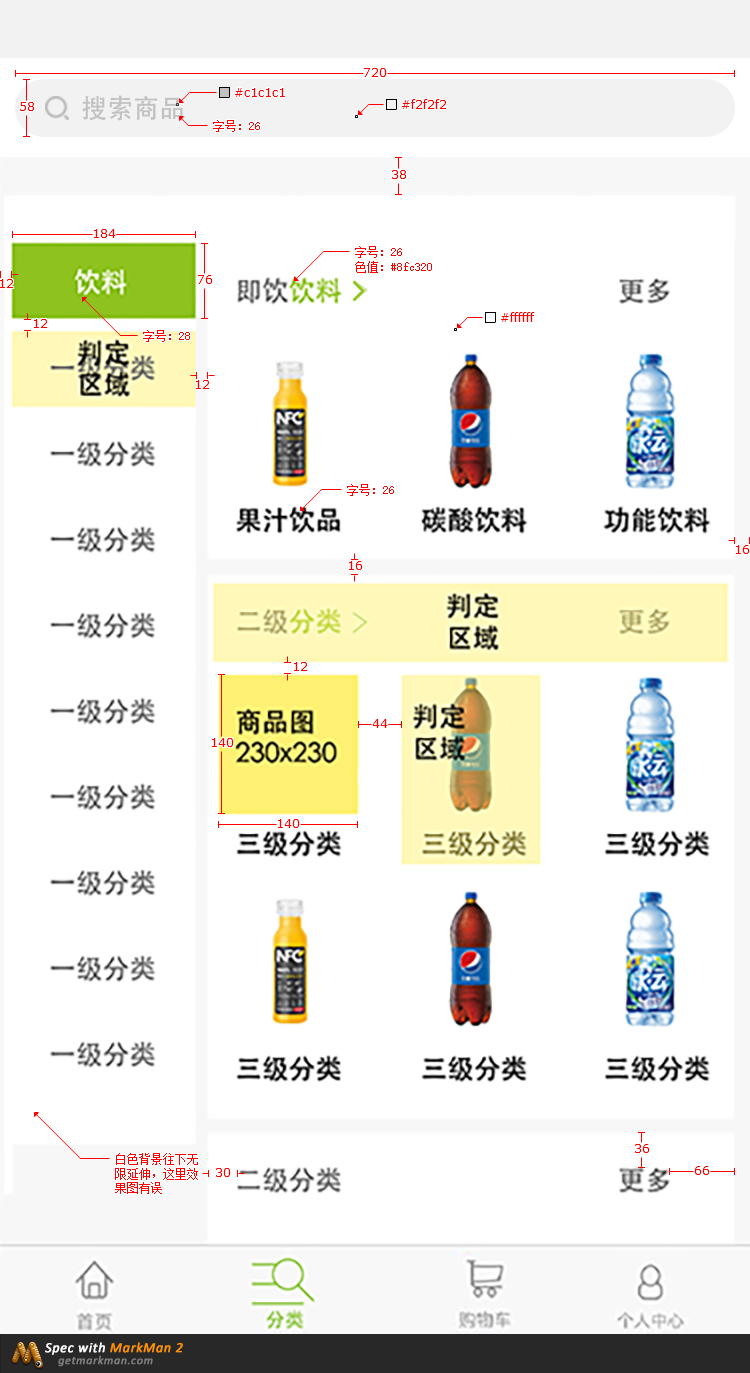 720
58
搜索商品
#c1c1c1
#f2f2f2
字号: 26
38
184
饮料
76
12
12
字号: 28
即饮饮料 >
字号: 26
色值: #8fc320
更多
#ffffff
判定
区域
一级分类
12
一级分类
一级分类
一级分类
一级分类
一级分类
一级分类
一级分类
一级分类
NFC
字号: 26
果汁饮品
碳酸饮料
功能饮料
16
16
二级分类 >
判定
区域
更多
12
商品图
230x230
140
140
44
判定
区域
三级分类
三级分类
三级分类
NFC
三级分类
三级分类
三级分类
白色背景往下无
限延伸，这里效
果图有误
30
二级分类
36
更多
66
首页
分类
购物车
个人中心
Spec with MarkMan 2
getmarkman.com